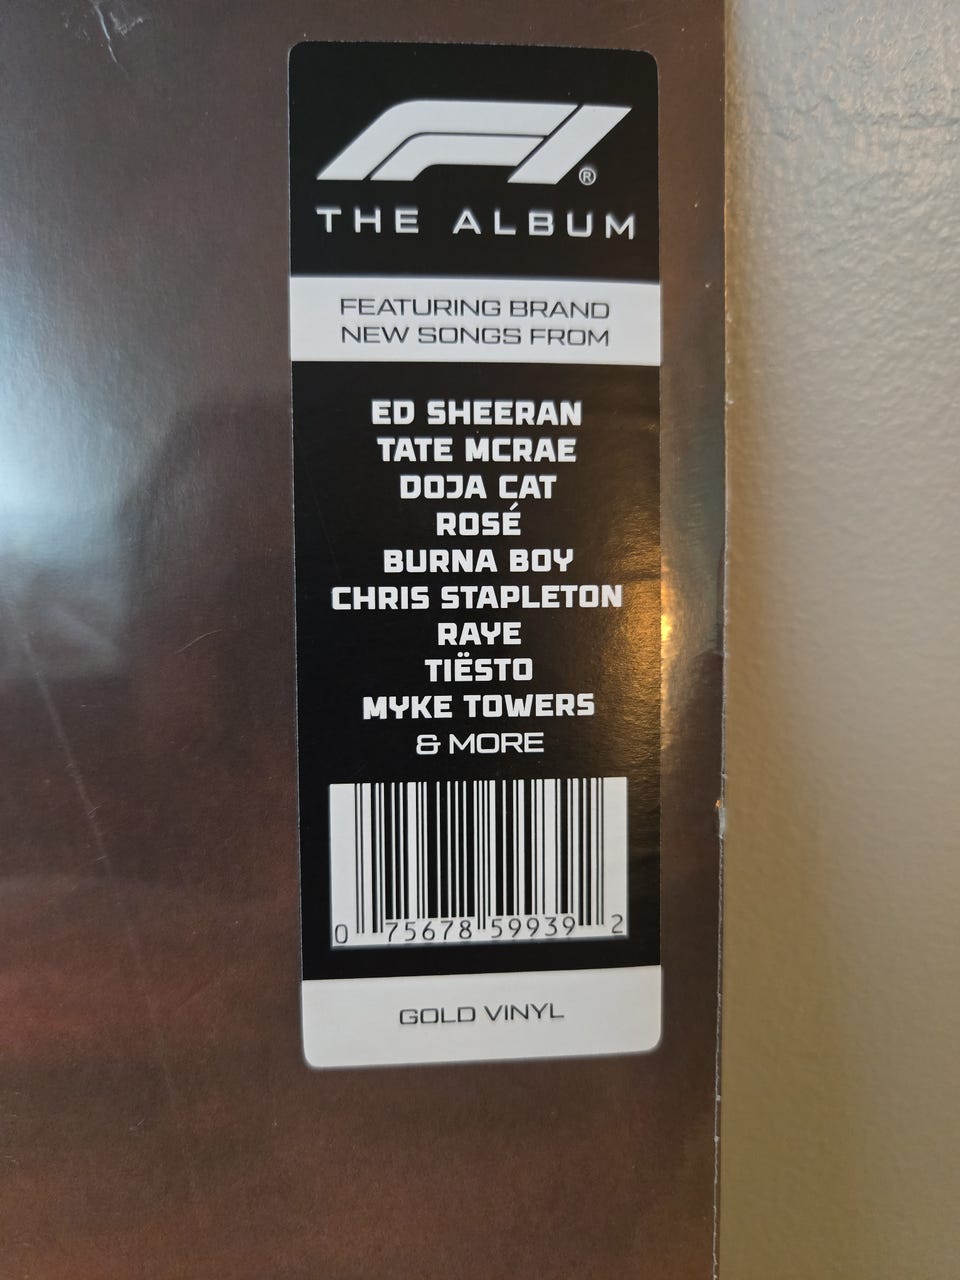 F1®
THE ALBUM
FEATURING BRAND
NEW SONGS FROM
ED SHEERAN
TATE MCRAE
DOJA CAT
ROSÉ
BURNA BOY
CHRIS STAPLETON
RAYE
TIËSTO
MYKE TOWERS
& MORE
0 75678 59939 2
GOLD VINYL